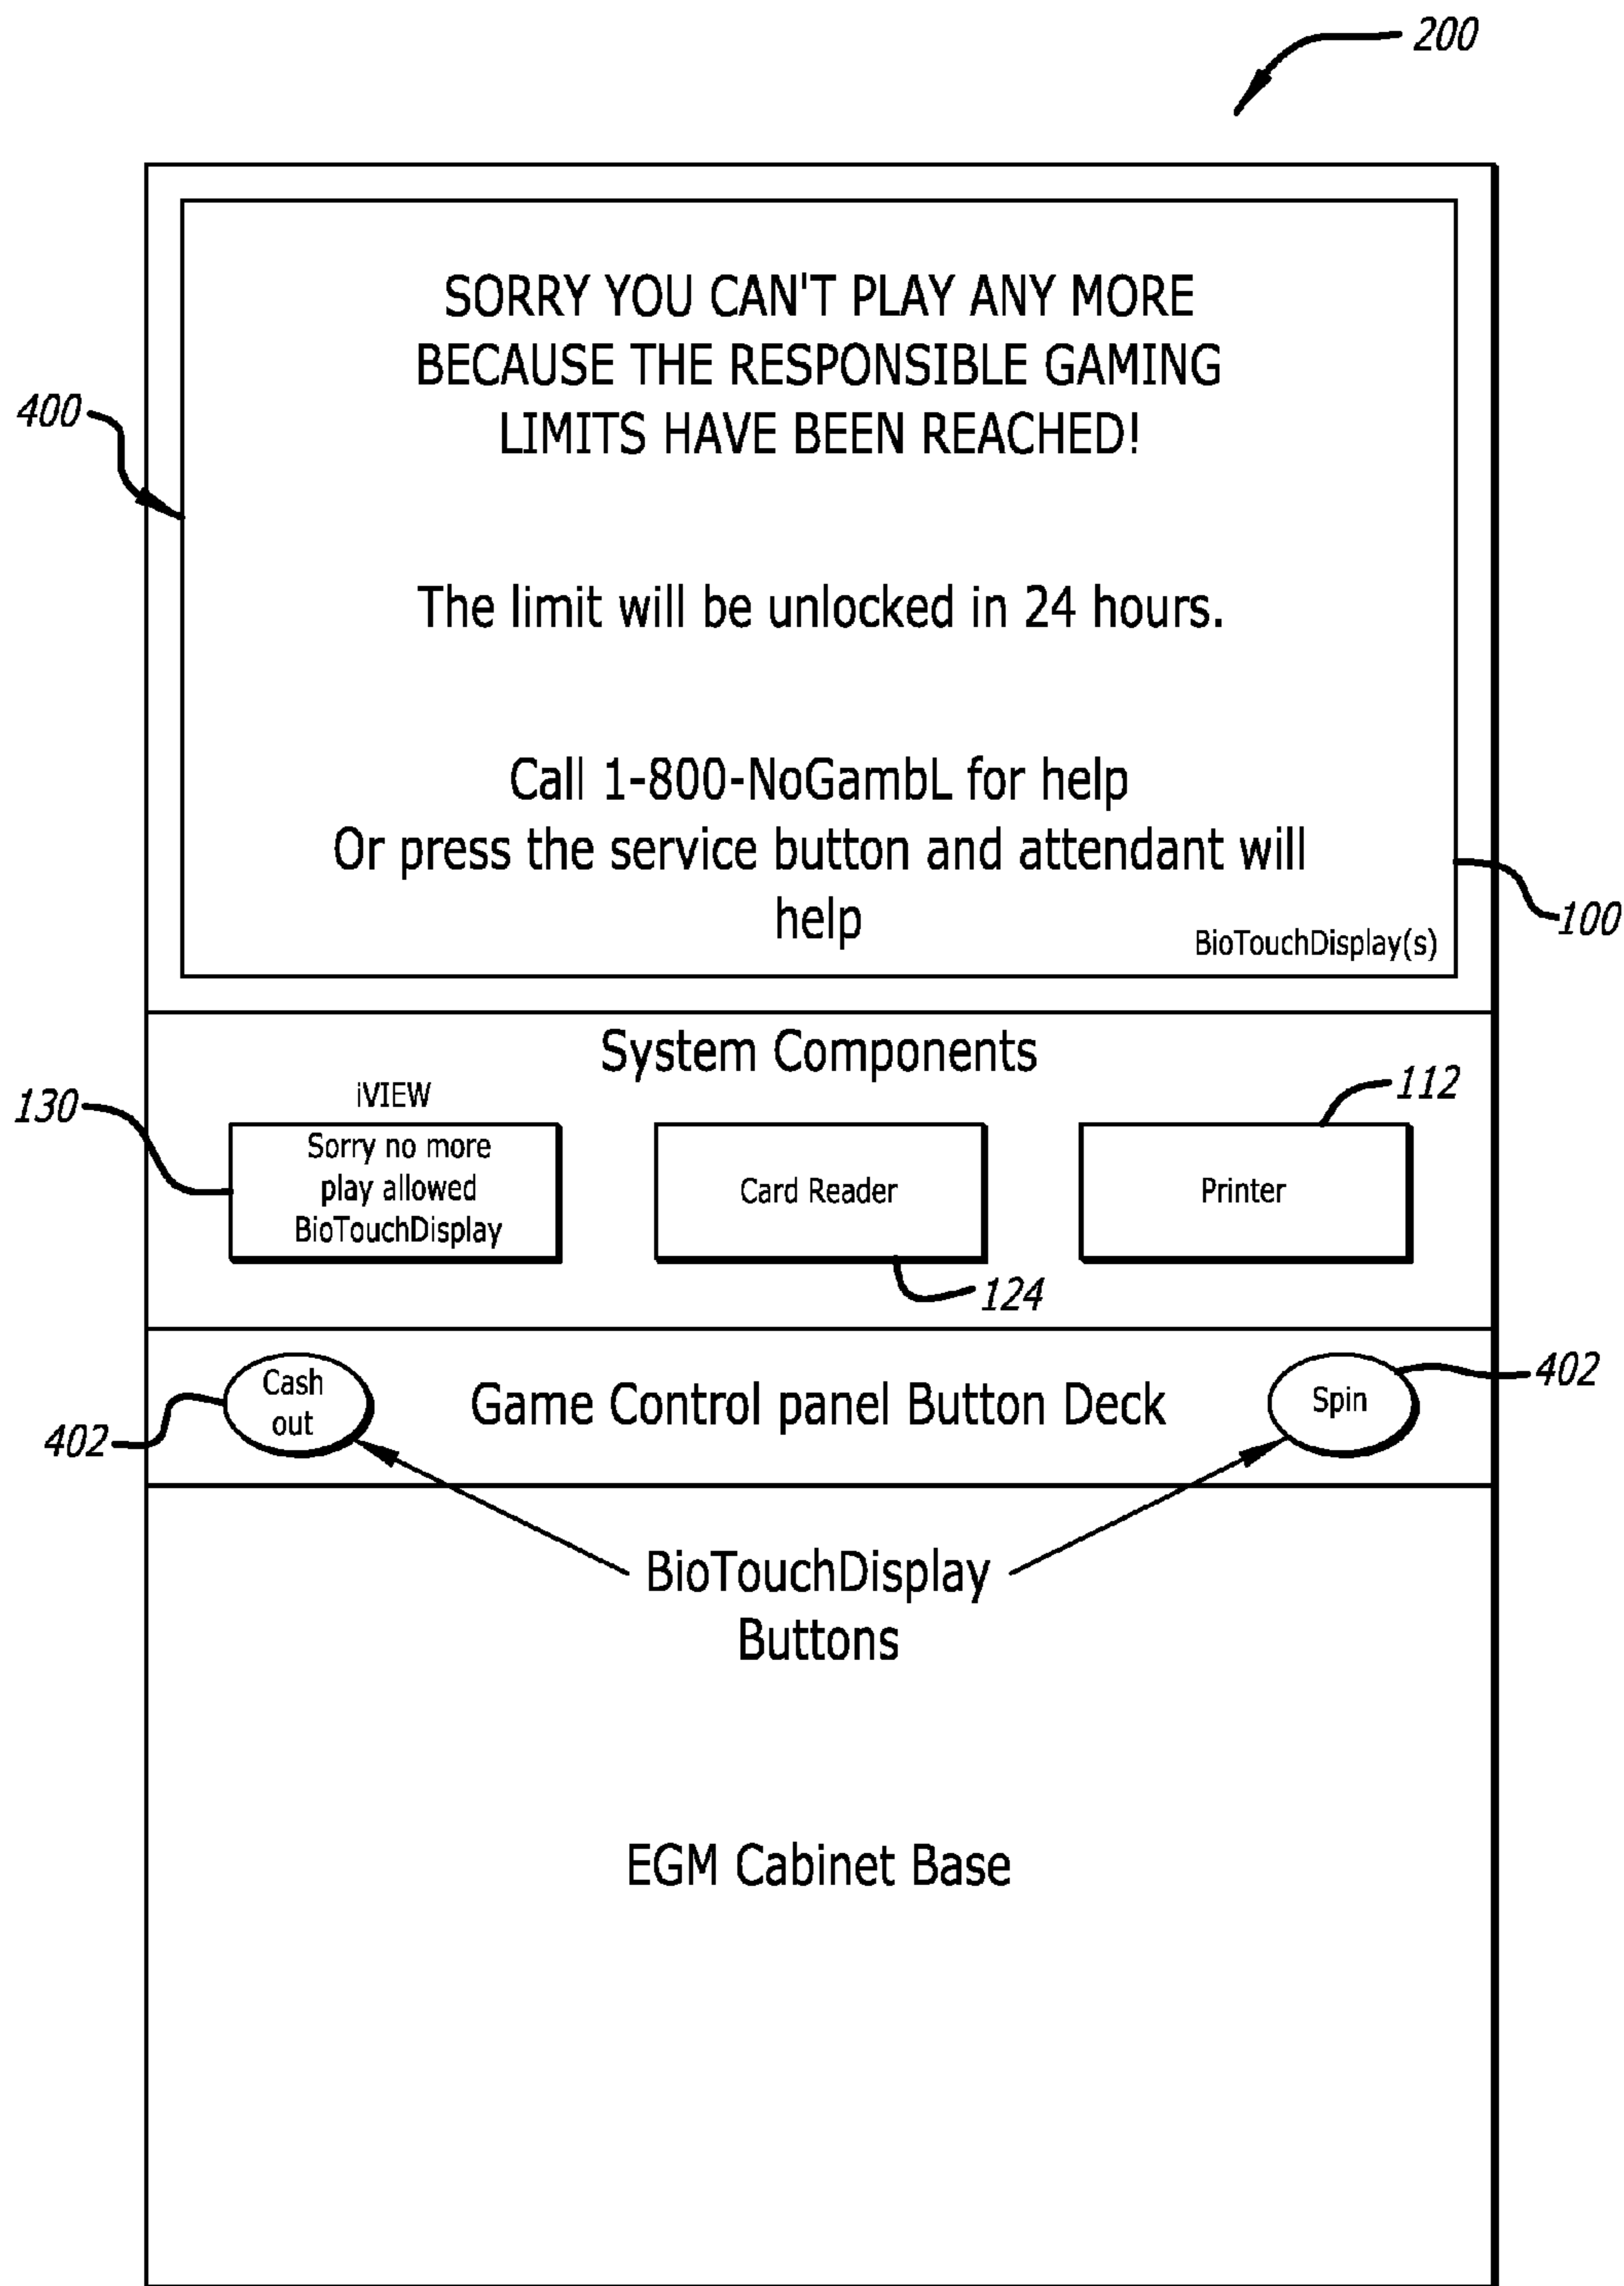 200
SORRY YOU CAN'T PLAY ANY MORE
BECAUSE THE RESPONSIBLE GAMING
LIMITS HAVE BEEN REACHED!
400
The limit will be unlocked in 24 hours.
Call 1-800-NoGambL for help
Or press the service button and attendant will
help
100
BioTouchDisplay(s)
System Components
130
iVIEW
112
Sorry no more
play allowed
BioTouchDisplay
Card Reader
Printer
124
402
Cash
out
Game Control panel Button Deck
Spin
402
BioTouchDisplay
Buttons
EGM Cabinet Base